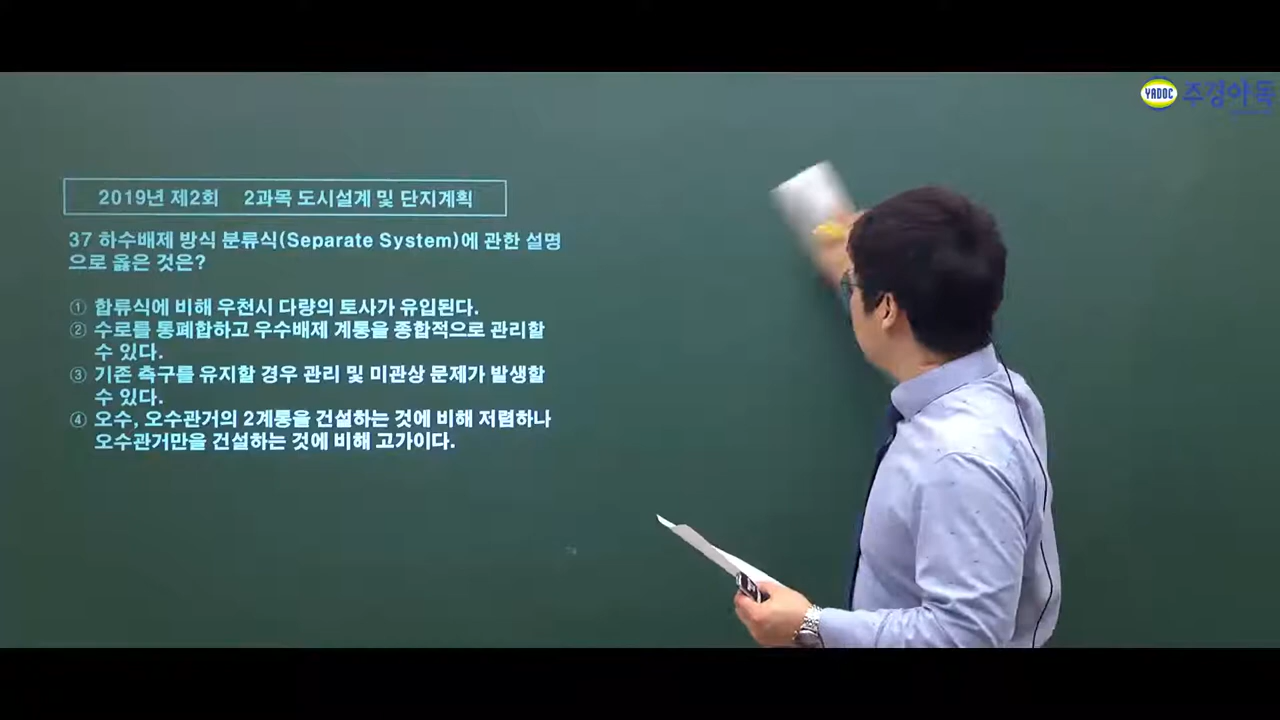 YADOC 주경야독
2019년 제2회 2과목 도시설계 및 단지계획
37 하수배제 방식 분류식(Separate System)에 관한 설명
으로 옳은 것은?
① 합류식에 비해 우천시 다량의 토사가 유입된다.
② 수로를 통폐합하고 우수배제 계통을 종합적으로 관리할
수 있다.
③ 기존 측구를 유지할 경우 관리 및 미관상 문제가 발생할
수 있다.
④ 오수, 오수관거의 2계통을 건설하는 것에 비해 저렴하나
오수관거만을 건설하는 것에 비해 고가이다.